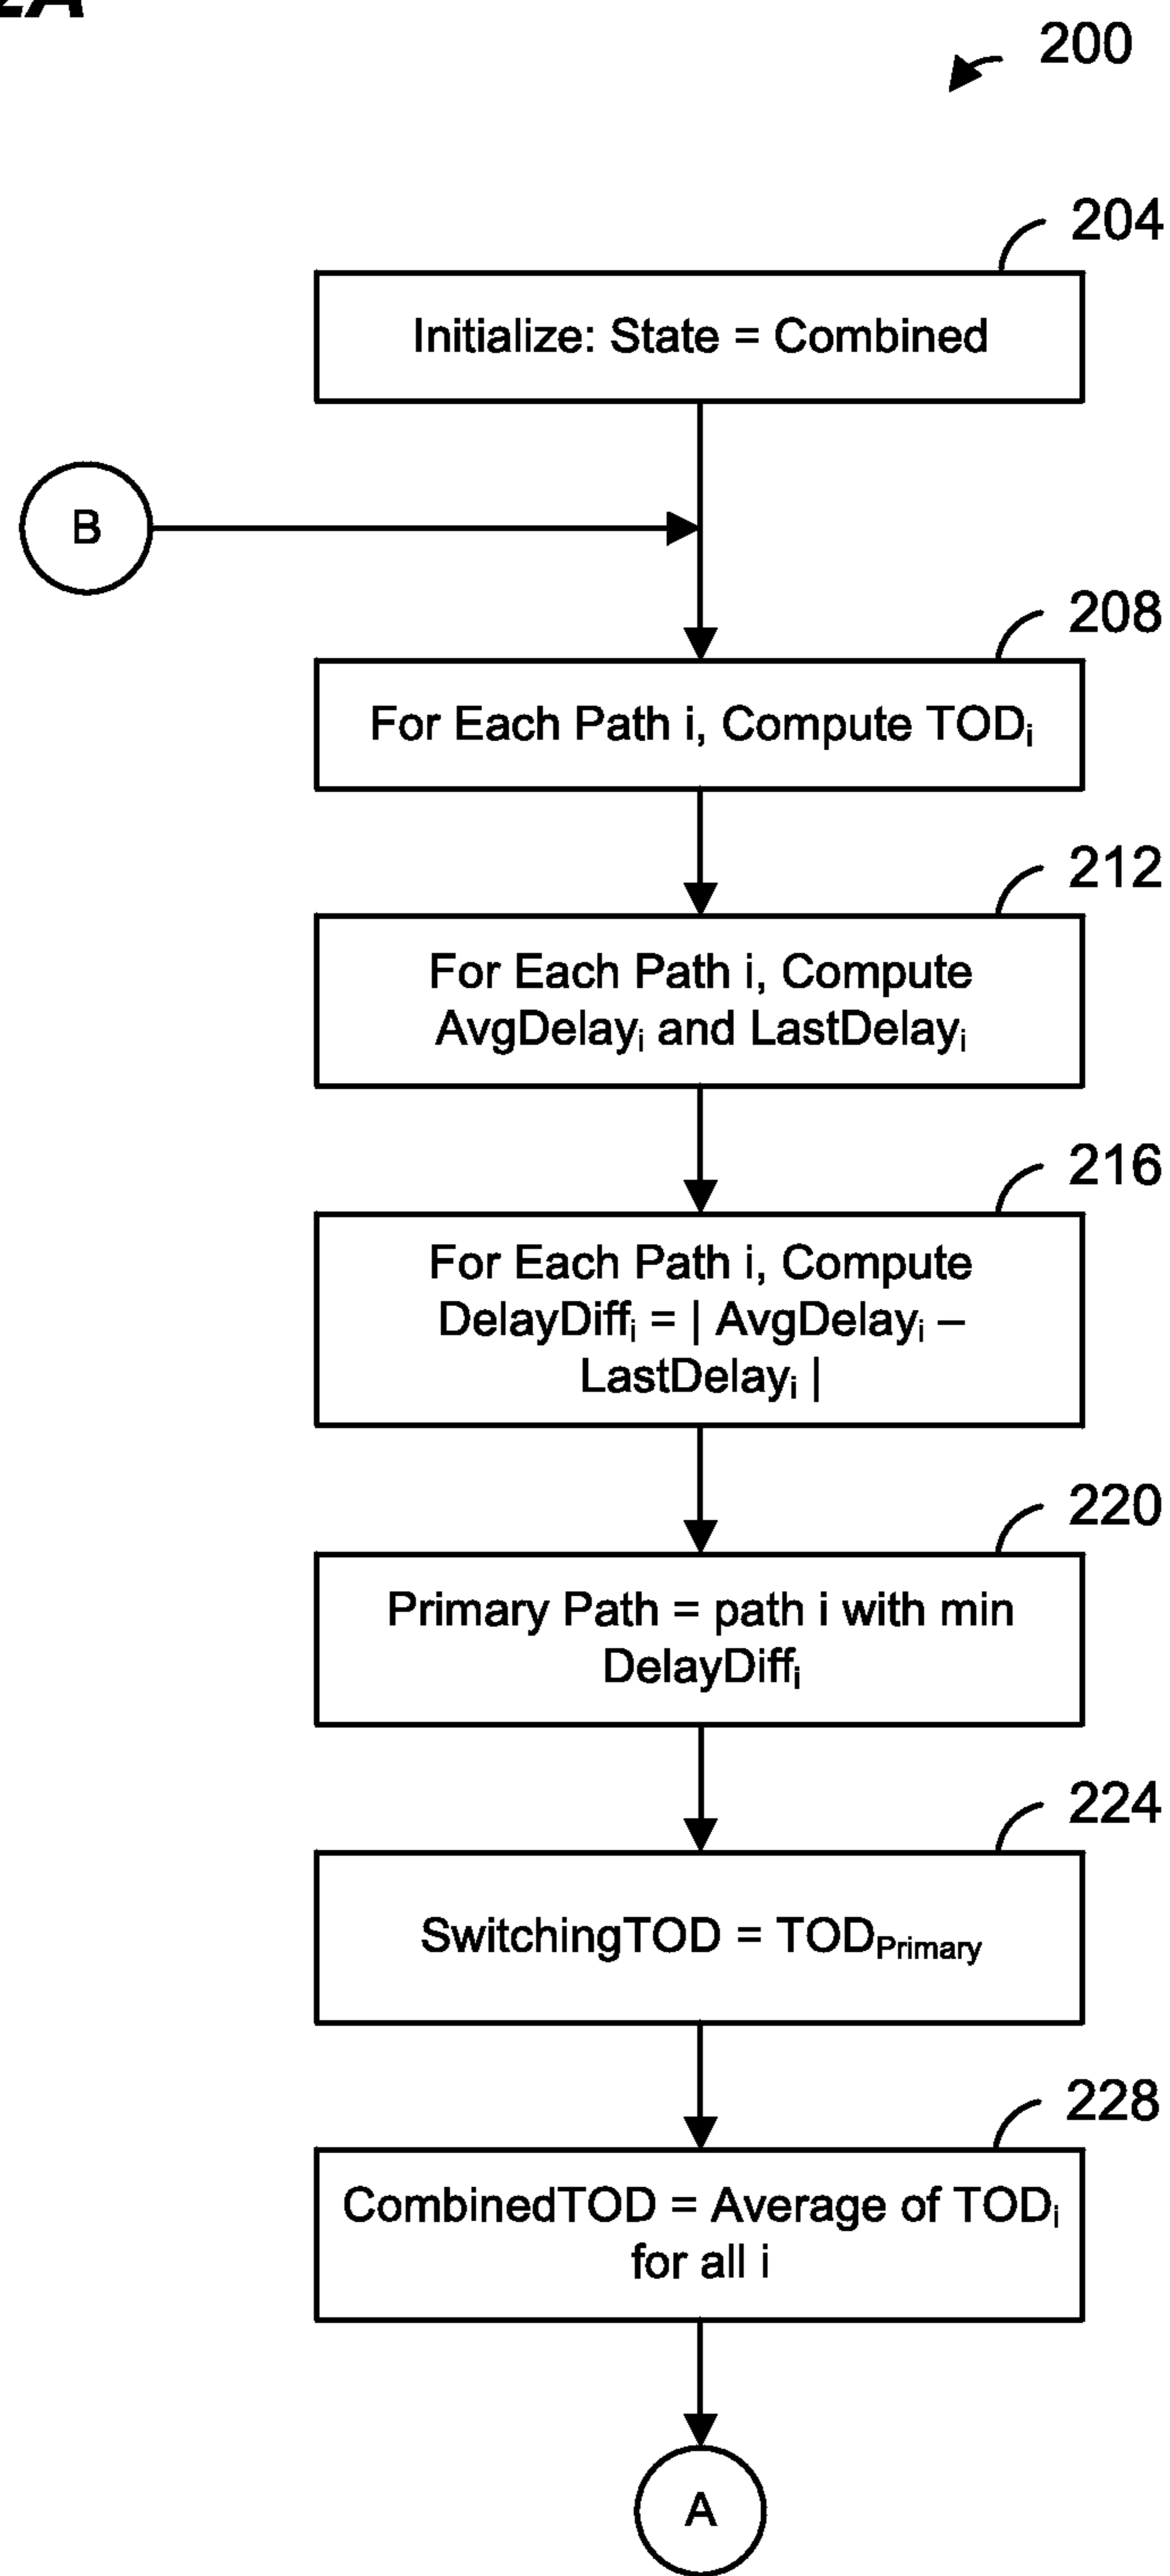 200
204
Initialize: State = Combined
B
208
For Each Path i, Compute TODi
212
For Each Path i, Compute
AvgDelayi and LastDelayi
216
For Each Path i, Compute
DelayDiffi = | AvgDelayi –
LastDelayi |
220
Primary Path = path i with min
DelayDiffi
224
SwitchingTOD = TODPrimary
228
CombinedTOD = Average of TODi
for all i
A